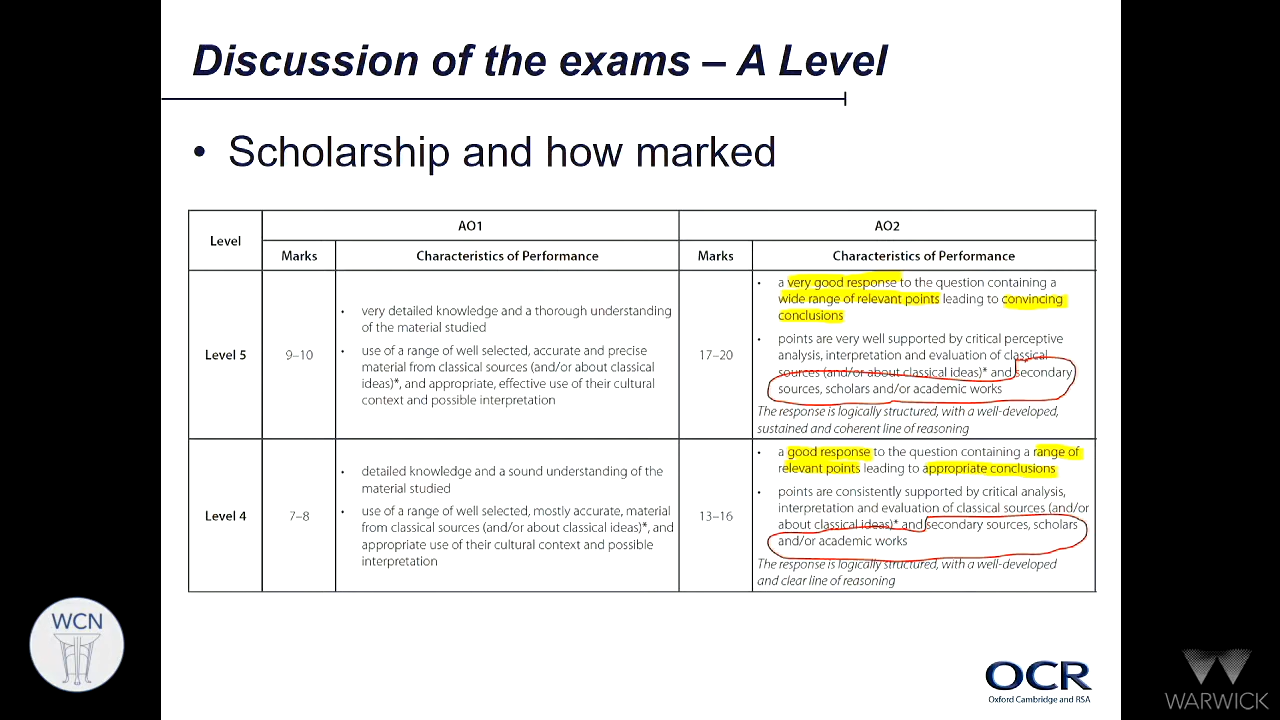 Discussion of the exams – A Level
• Scholarship and how marked
Level
AO1
AO2
Marks
Characteristics of Performance
Marks
Characteristics of Performance
Level 5
9–10
• very detailed knowledge and a thorough understanding
of the material studied
• use of a range of well selected, accurate and precise
material from classical sources (and/or about classical
ideas)*, and appropriate, effective use of their cultural
context and possible interpretation
17–20
• a very good response to the question containing a
wide range of relevant points leading to convincing
conclusions
• points are very well supported by critical perceptive
analysis, interpretation and evaluation of classical
sources (and/or about classical ideas)* and secondary
sources, scholars and/or academic works
The response is logically structured, with a well-developed,
sustained and coherent line of reasoning
Level 4
7–8
• detailed knowledge and a sound understanding of the
material studied
• use of a range of well selected, mostly accurate, material
from classical sources (and/or about classical ideas)*, and
appropriate use of their cultural context and possible
interpretation
13–16
• a good response to the question containing a range of
relevant points leading to appropriate conclusions
• points are consistently supported by critical analysis,
interpretation and evaluation of classical sources (and/or
about classical ideas)* and secondary sources, scholars
and/or academic works
The response is logically structured, with a well-developed
and clear line of reasoning
WCN
OCR
Oxford Cambridge and RSA
WARWICK